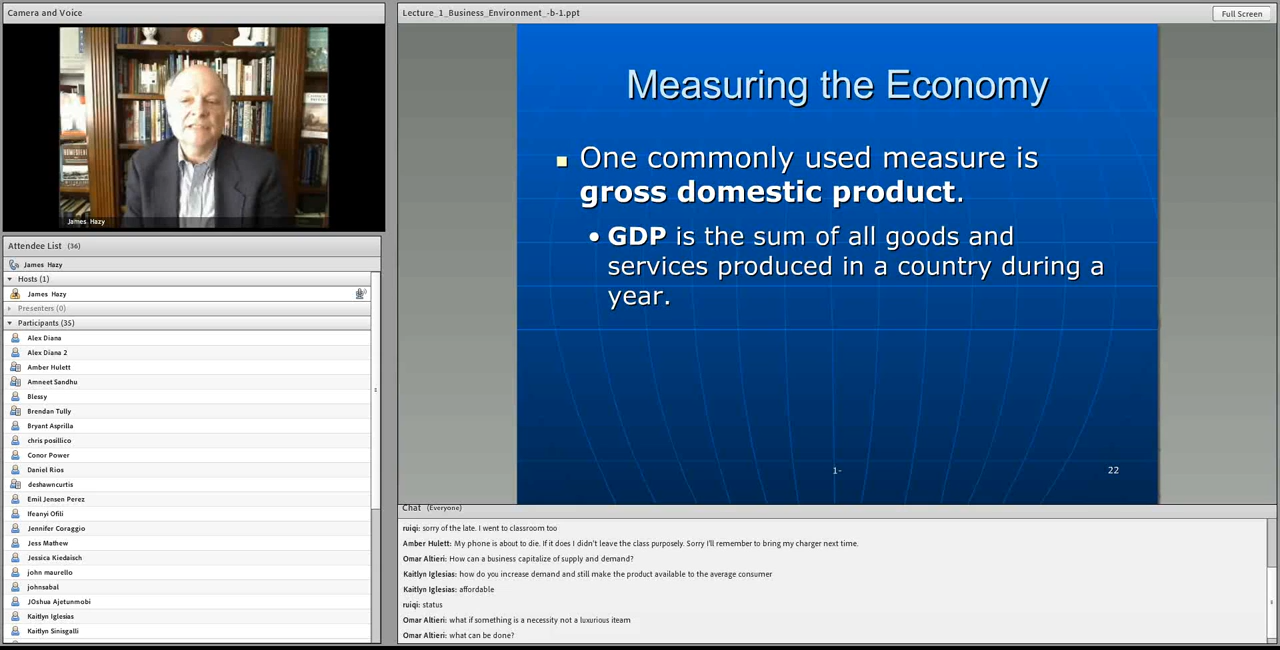 Camera and Voice
James Hazy
Attendee List (36)
James Hazy
Hosts (1)
James Hazy
Presenters (0)
Participants (35)
Alex Diana
Alex Diana 2
Amber Hulett
Amneet Sandhu
Blessy
Brendan Tully
Bryant Asprilla
chris posillico
Conor Power
Daniel Rios
deshawncurtis
Emil Jensen Perez
Ifeanyi Ofili
Jennifer Coraggio
Jess Mathew
Jessica Kiedaisch
john maurello
johnsabal
JOshua Ajetunmobi
Kaitlyn Iglesias
Kaitlyn Sinisgalli
Lecture_1_Business_Environment_-b-1.ppt
Full Screen
Measuring the Economy
One commonly used measure is
gross domestic product.
GDP is the sum of all goods and
services produced in a country during a
year.
1-
22
Chat (Everyone)
ruiqi: sorry of the late. I went to classroom too
Amber Hulett: My phone is about to die. If it does I didn't leave the class purposely. Sorry I'll remember to bring my charger next time.
Omar Altieri: How can a business capitalize of supply and demand?
Kaitlyn Iglesias: how do you increase demand and still make the product available to the average consumer
Kaitlyn Iglesias: affordable
ruiqi: status
Omar Altieri: what if something is a necessity not a luxurious iteam
Omar Altieri: what can be done?